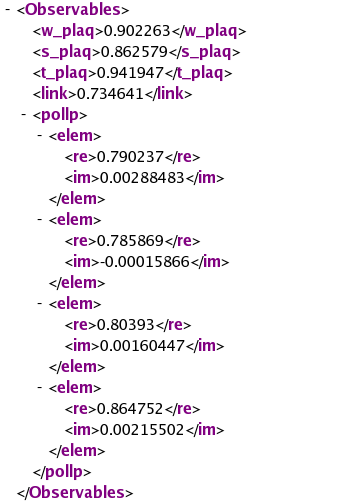 - <Observables>
<w_plaq>0.902263</w_plaq>
<s_plaq>0.862579</s_plaq>
<t_plaq>0.941947</t_plaq>
<link>0.734641</link>
- <pollp>
- <elem>
<re>0.790237</re>
<im>0.00288483</im>
</elem>
- <elem>
<re>0.785869</re>
<im>-0.00015866</im>
</elem>
- <elem>
<re>0.80393</re>
<im>0.00160447</im>
</elem>
- <elem>
<re>0.864752</re>
<im>0.00215502</im>
</elem>
</pollp>
</Observables>